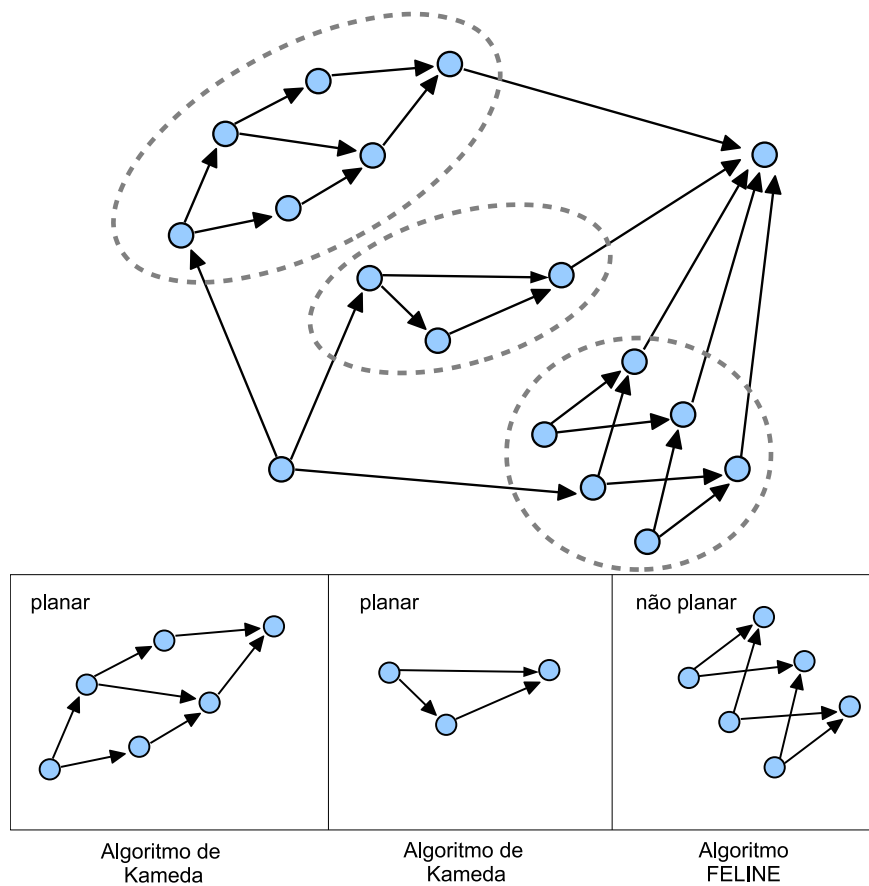 planar
planar
não planar
Algoritmo de
Kameda
Algoritmo de
Kameda
Algoritmo
FELINE